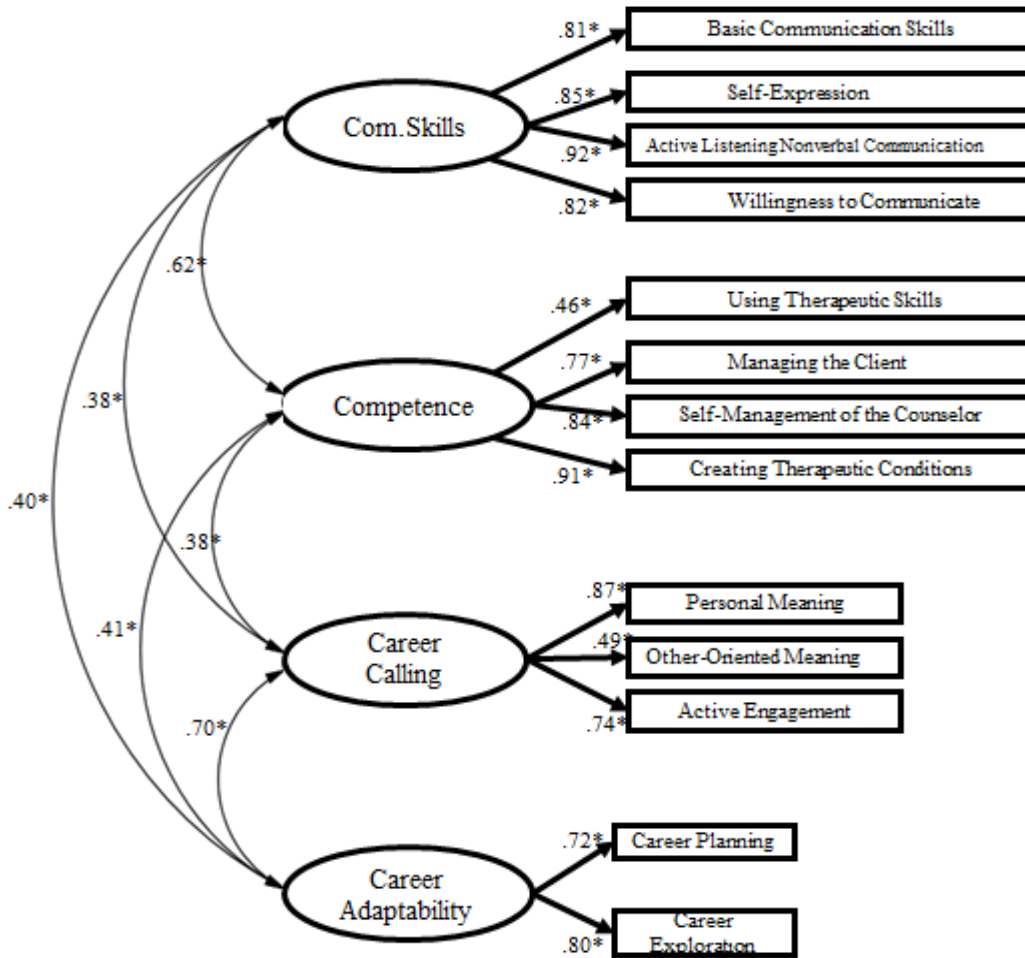 .81*
Basic Communication Skills
.85*
Self-Expression
Com.Skills
.92*
Active Listening Nonverbal Communication
.82*
Willingness to Communicate
.62*
.46*
Using Therapeutic Skills
.77*
Managing the Client
.38*
Competence
.84*
Self-Management of the Counselor
.91*
Creating Therapeutic Conditions
.40*
.38*
.41*
.87*
Personal Meaning
.49*
Other-Oriented Meaning
Career
Calling
.74*
Active Engagement
.70*
.72*
Career Planning
Career
Adaptability
.80*
Career
Exploration